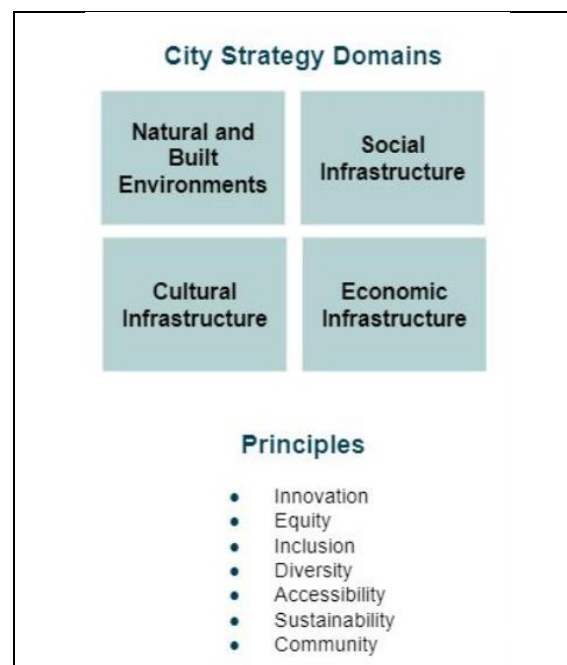 City Strategy Domains
Natural and
Built
Environments
Social
Infrastructure
Cultural
Infrastructure
Economic
Infrastructure
Principles
• Innovation
• Equity
• Inclusion
• Diversity
• Accessibility
• Sustainability
• Community